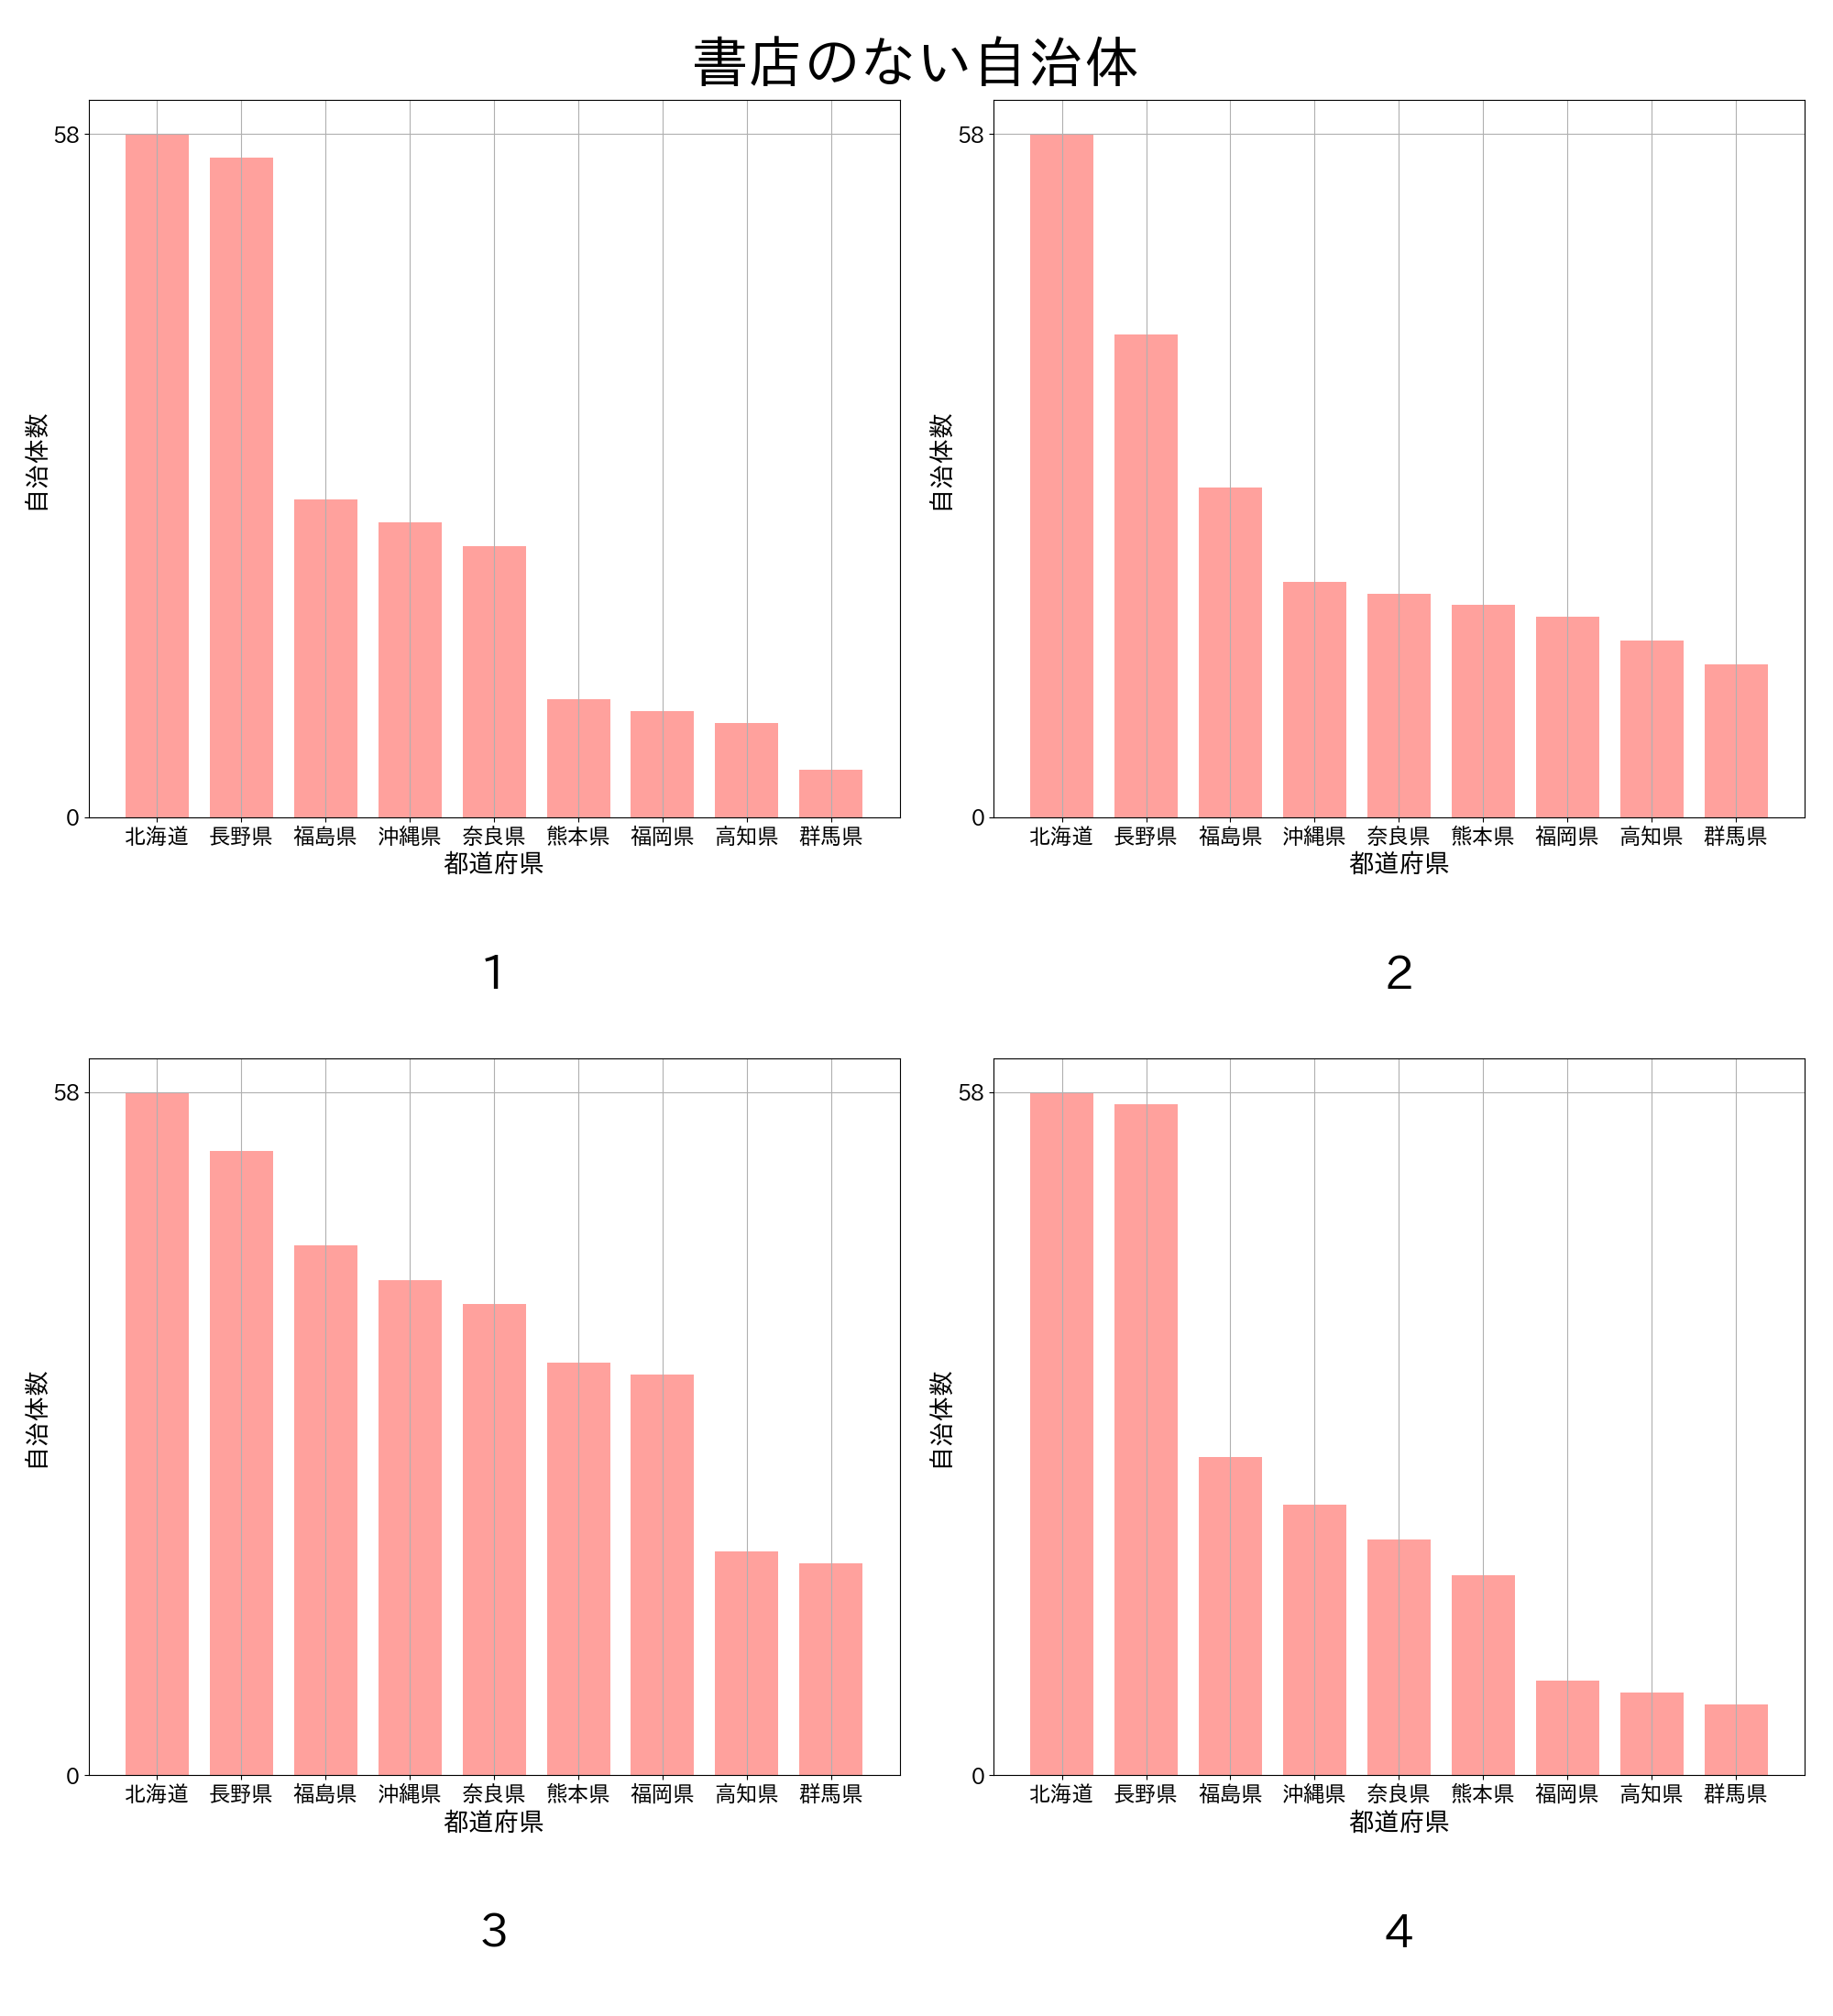 書店のない自治体
58
0
自治体数
北海道 長野県 福島県 沖縄県 奈良県 熊本県 福岡県 高知県 群馬県
都道府県
1
58
0
自治体数
北海道 長野県 福島県 沖縄県 奈良県 熊本県 福岡県 高知県 群馬県
都道府県
2
58
0
自治体数
北海道 長野県 福島県 沖縄県 奈良県 熊本県 福岡県 高知県 群馬県
都道府県
3
58
0
自治体数
北海道 長野県 福島県 沖縄県 奈良県 熊本県 福岡県 高知県 群馬県
都道府県
4